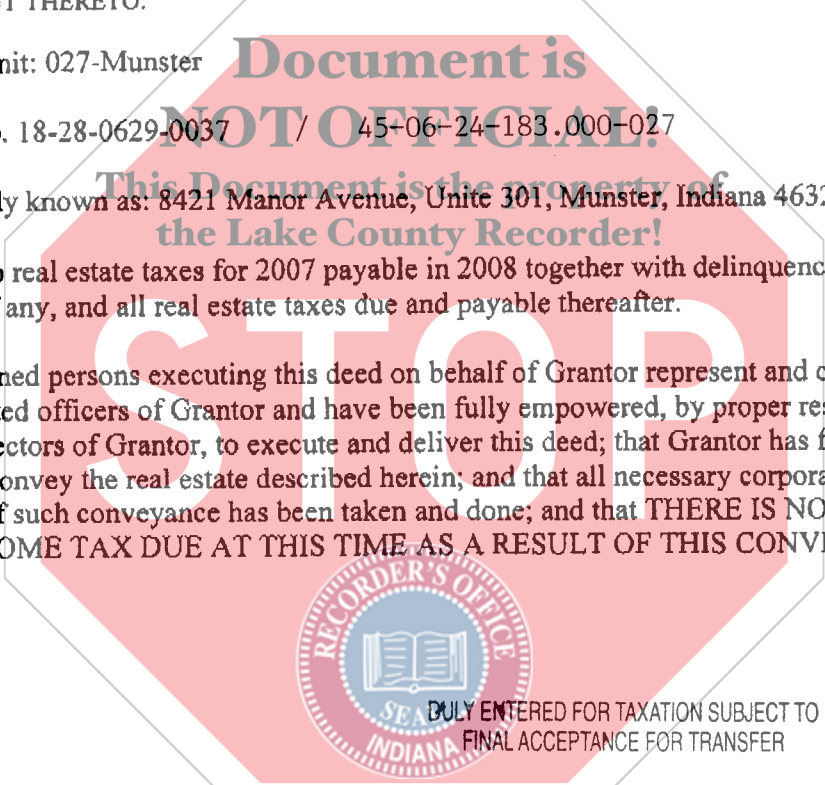 T THERETO.
nit: 027-Munster
Document is
NOT OFFICIAL!
. 18-28-0629-0037 / 45-06-24-183.000-027
This Document is the property of
ly known as: 8421 Manor Avenue, Unite 301, Munster, Indiana 4632
the Lake County Recorder!
real estate taxes for 2007 payable in 2008 together with delinquenc
any, and all real estate taxes due and payable thereafter.
STOP
ned persons executing this deed on behalf of Grantor represent and c
ted officers of Grantor and have been fully empowered, by proper res
ectors of Grantor, to execute and deliver this deed; that Grantor has f
onvey the real estate described herein; and that all necessary corpora
f such conveyance has been taken and done; and that THERE IS NO
OME TAX DUE AT THIS TIME AS A RESULT OF THIS CONV
RECORDER'S OFFICE
SEAL
INDIANA
DULY ENTERED FOR TAXATION SUBJECT TO
FINAL ACCEPTANCE FOR TRANSFER